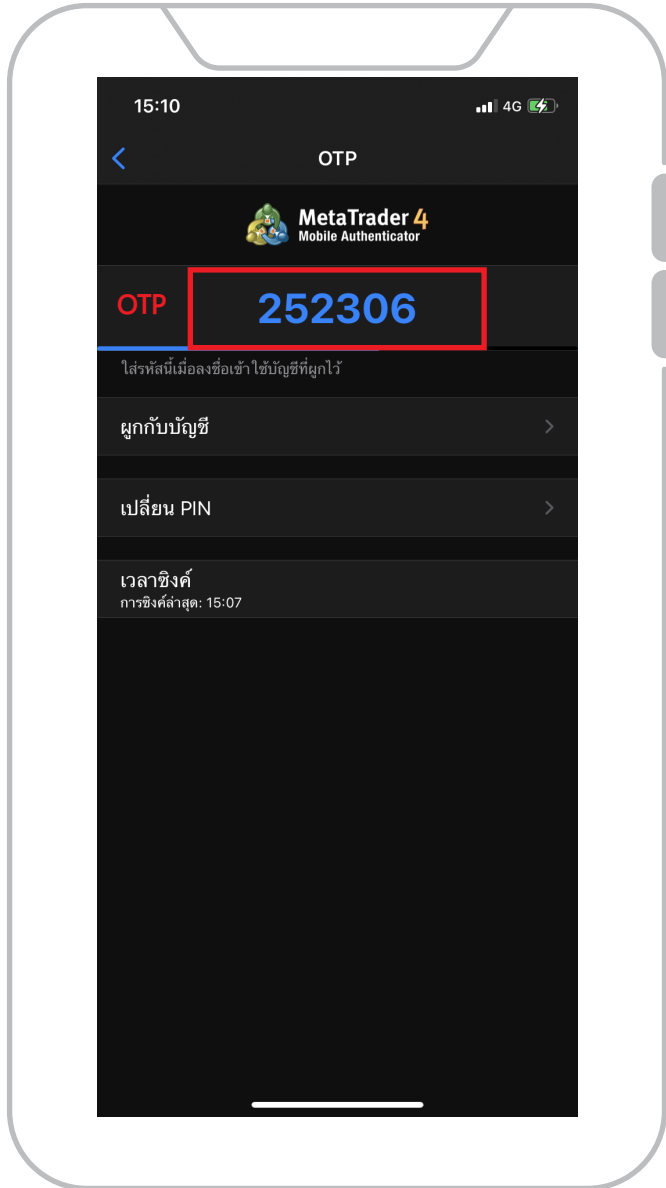 15:10 4G
OTP
MetaTrader 4
Mobile Authenticator
OTP 252306
ใส่รหัสนี้เมื่อลงชื่อเข้าใช้บัญชีที่ผูกไว้
ผูกกับบัญชี
เปลี่ยน PIN
เวลาซิงค์
การซิงค์ล่าสุด: 15:07